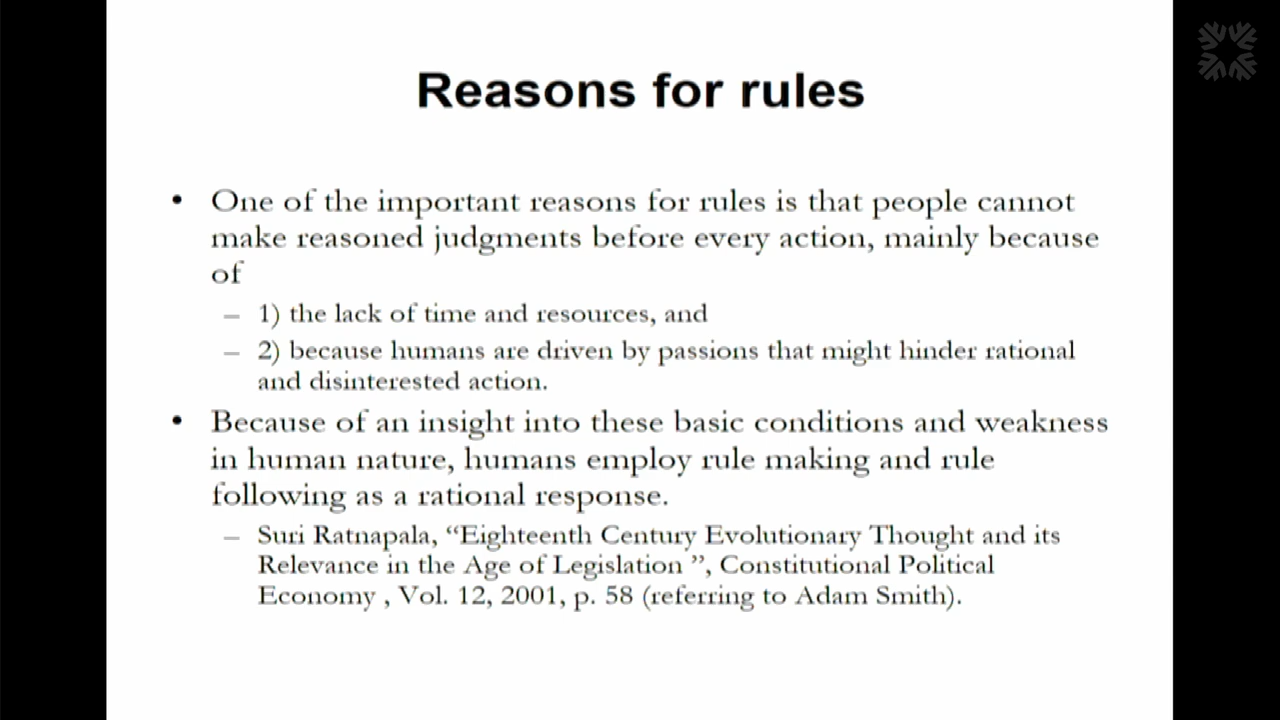 Reasons for rules
• One of the important reasons for rules is that people cannot
make reasoned judgments before every action, mainly because
of
– 1) the lack of time and resources, and
– 2) because humans are driven by passions that might hinder rational
and disinterested action.
• Because of an insight into these basic conditions and weakness
in human nature, humans employ rule making and rule
following as a rational response.
– Suri Ratnapala, “Eighteenth Century Evolutionary Thought and its
Relevance in the Age of Legislation ”, Constitutional Political
Economy , Vol. 12, 2001, p. 58 (referring to Adam Smith).